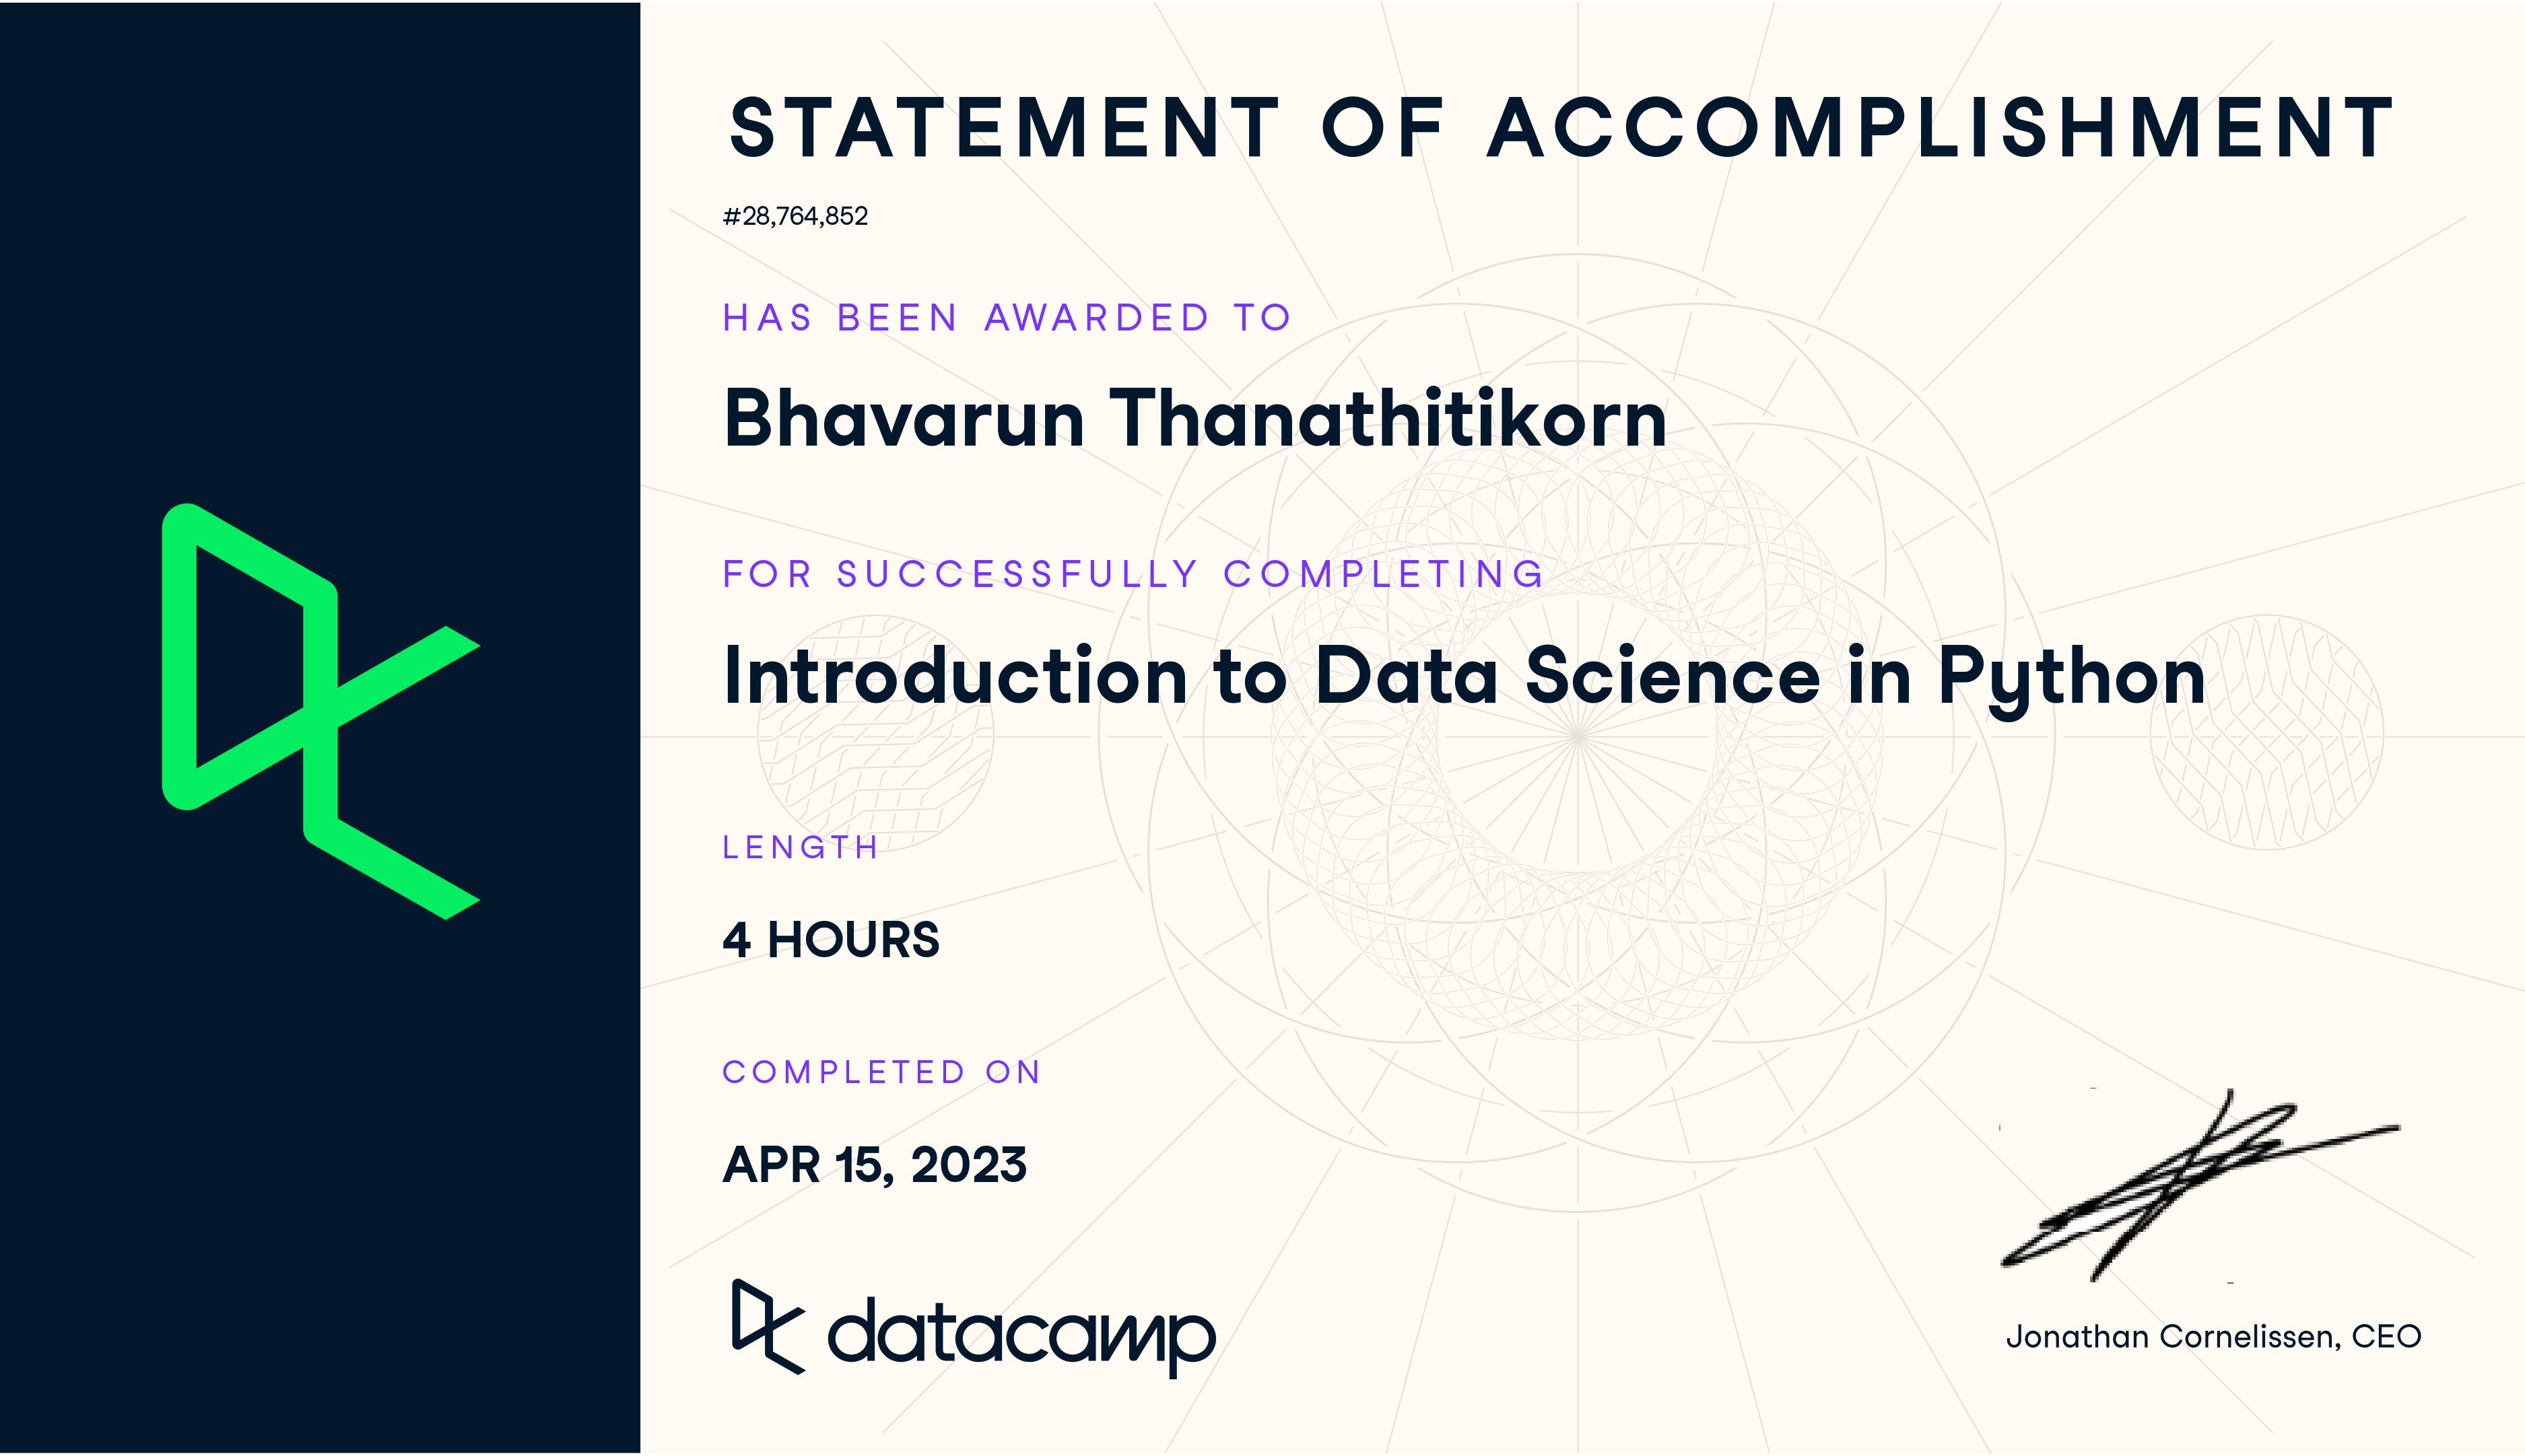 STATEMENT OF ACCOMPLISHMENT
#28,764,852
HAS BEEN AWARDED TO
Bhavarun Thanathitikorn
FOR SUCCESSFULLY COMPLETING
Introduction to Data Science in Python
LENGTH
4 HOURS
COMPLETED ON
APR 15, 2023
datacamp
Jonathan Cornelissen, CEO